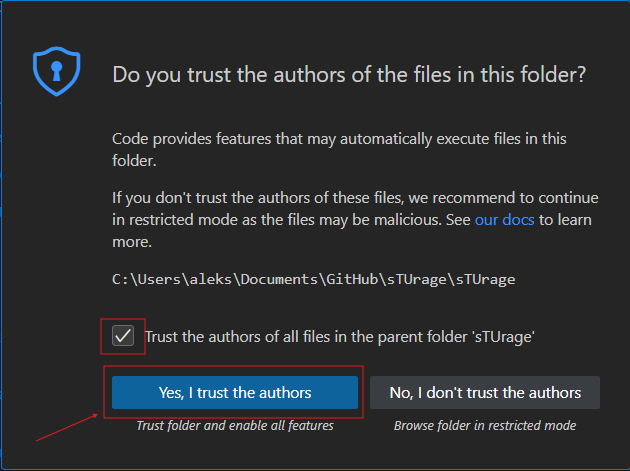 Do you trust the authors of the files in this folder?
Code provides features that may automatically execute files in this
folder.
If you don't trust the authors of these files, we recommend to continue
in restricted mode as the files may be malicious. See our docs to learn
more.
C:\Users\aleks\Documents\GitHub\sTUrage\sTUrage
Trust the authors of all files in the parent folder 'sTUrage'
Yes, I trust the authors
No, I don't trust the authors
Trust folder and enable all features
Browse folder in restricted mode